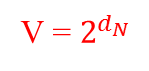 V = 2^{d_N}